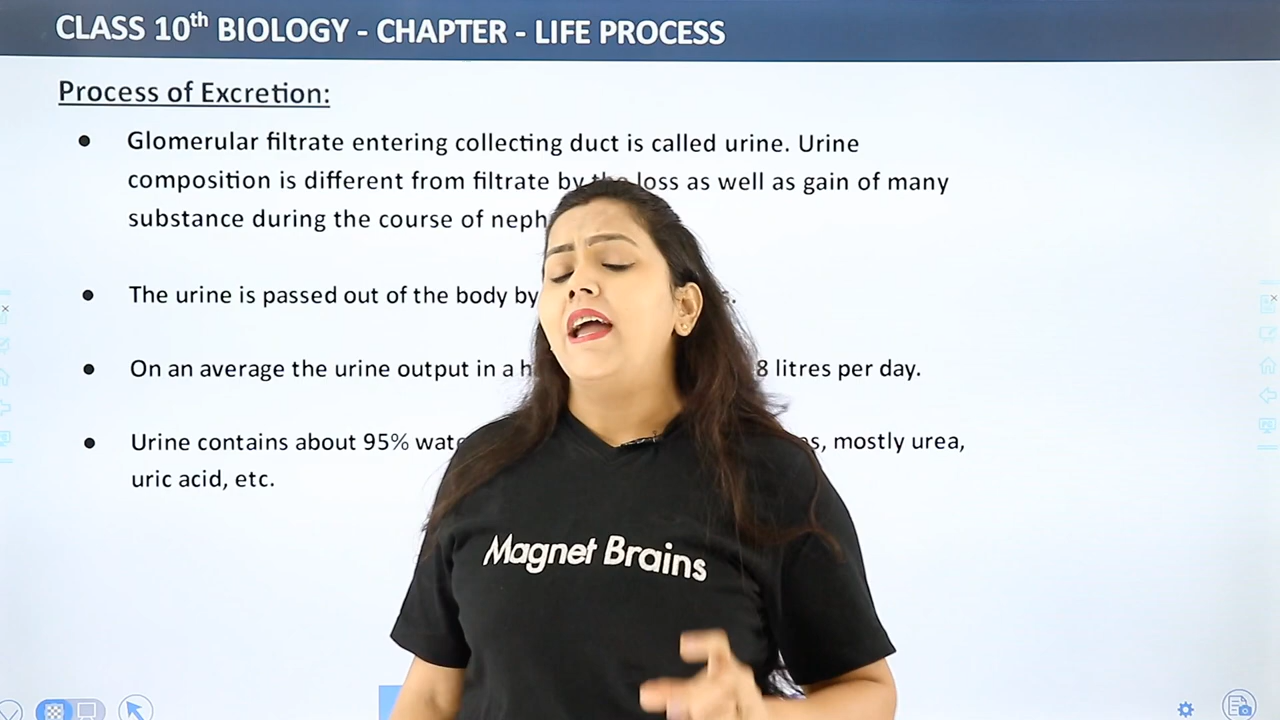 CLASS 10th BIOLOGY - CHAPTER - LIFE PROCESS
Process of Excretion:
Glomerular filtrate entering collecting duct is called urine. Urine
composition is different from filtrate by the loss as well as gain of many
substance during the course of
The urine is passed out of the body by
On an average the urine output in a 8 litres per day.
Urine contains about 95% mostly urea,
uric acid, etc.
Magnet Brains